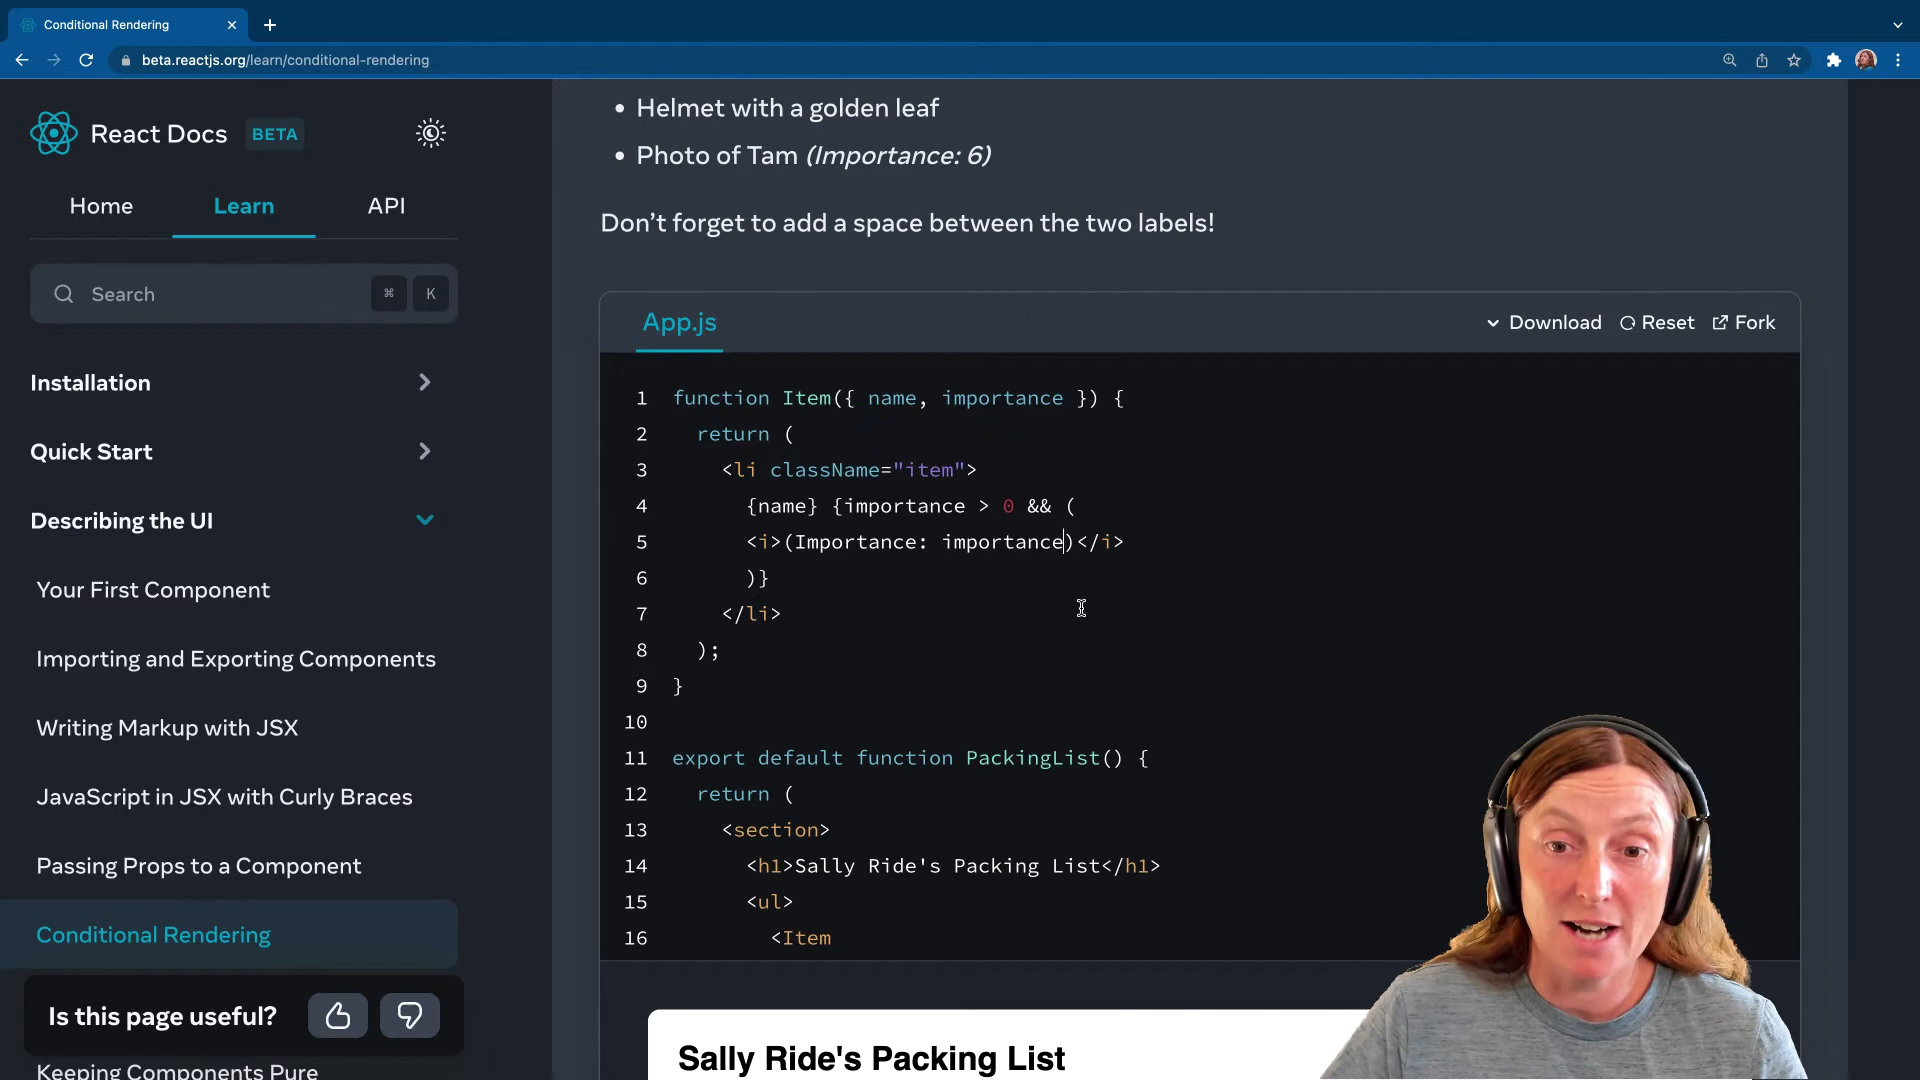 Conditional Rendering
beta.reactjs.org/learn/conditional-rendering
React Docs BETA
Home Learn API
Search ⌘ K
Installation
Quick Start
Describing the UI
Your First Component
Importing and Exporting Components
Writing Markup with JSX
JavaScript in JSX with Curly Braces
Passing Props to a Component
Conditional Rendering
Is this page useful?
Keeping Components Pure
• Helmet with a golden leaf
• Photo of Tam (Importance: 6)
Don’t forget to add a space between the two labels!
App.js Download Reset Fork
1 function Item({ name, importance }) {
2 return (
3 <li className="item">
4 {name} {importance > 0 && (
5 <i>(Importance: importance)</i>
6 )}
7 </li>
8 );
9 }
10
11 export default function PackingList() {
12 return (
13 <section>
14 <h1>Sally Ride's Packing List</h1>
15 <ul>
16 <Item
Sally Ride's Packing List